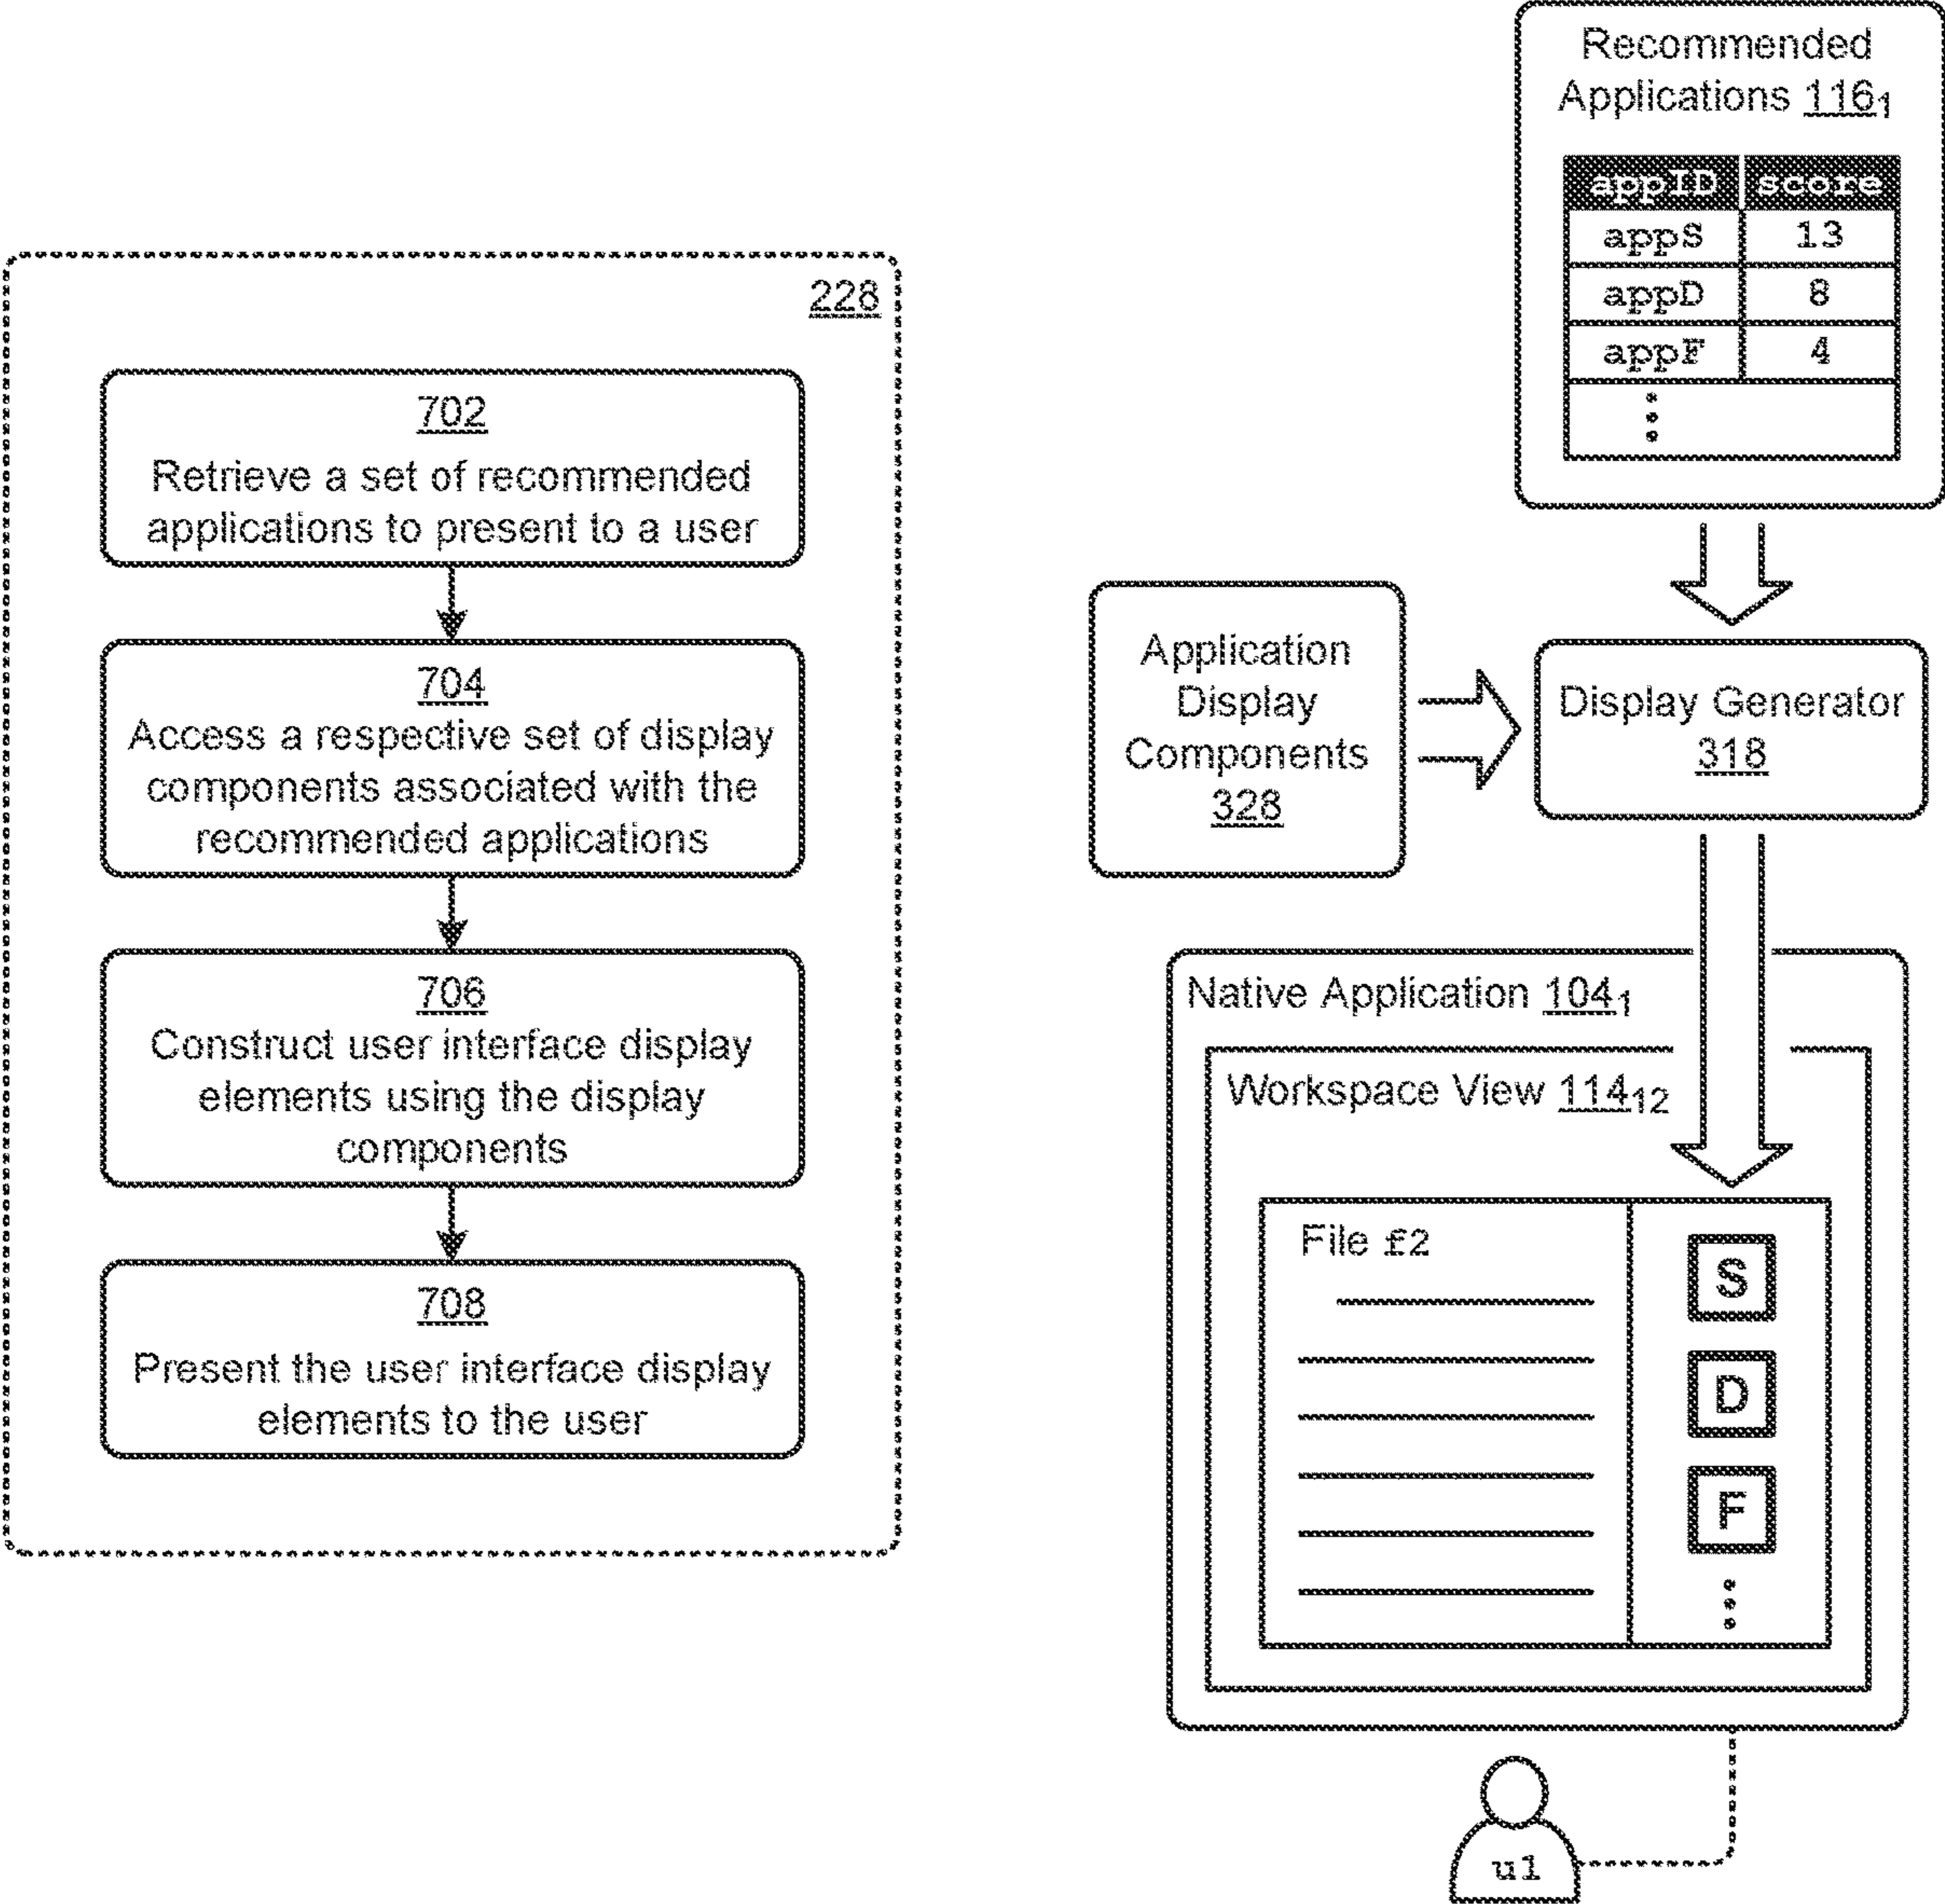 228
702
Retrieve a set of recommended
applications to present to a user
704
Access a respective set of display
components associated with the
recommended applications
706
Construct user interface display
elements using the display
components
708
Present the user interface display
elements to the user
Recommended
Applications 116₁
appID score
appS 13
appD 8
appF 4
Application
Display
Components
328
Display Generator
318
Native Application 104₁
Workspace View 114₁₂
File f2
S
D
F
u1